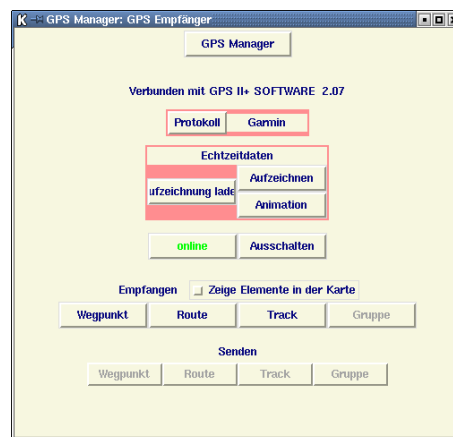 GPS Manager: GPS Empfänger
GPS Manager
Verbunden mit GPS II+ SOFTWARE 2.07
Protokoll Garmin
Echtzeitdaten
ufzeichnung lade Aufzeichnen
Animation
online Ausschalten
Empfangen Zeige Elemente in der Karte
Wegpunkt Route Track Gruppe
Senden
Wegpunkt Route Track Gruppe